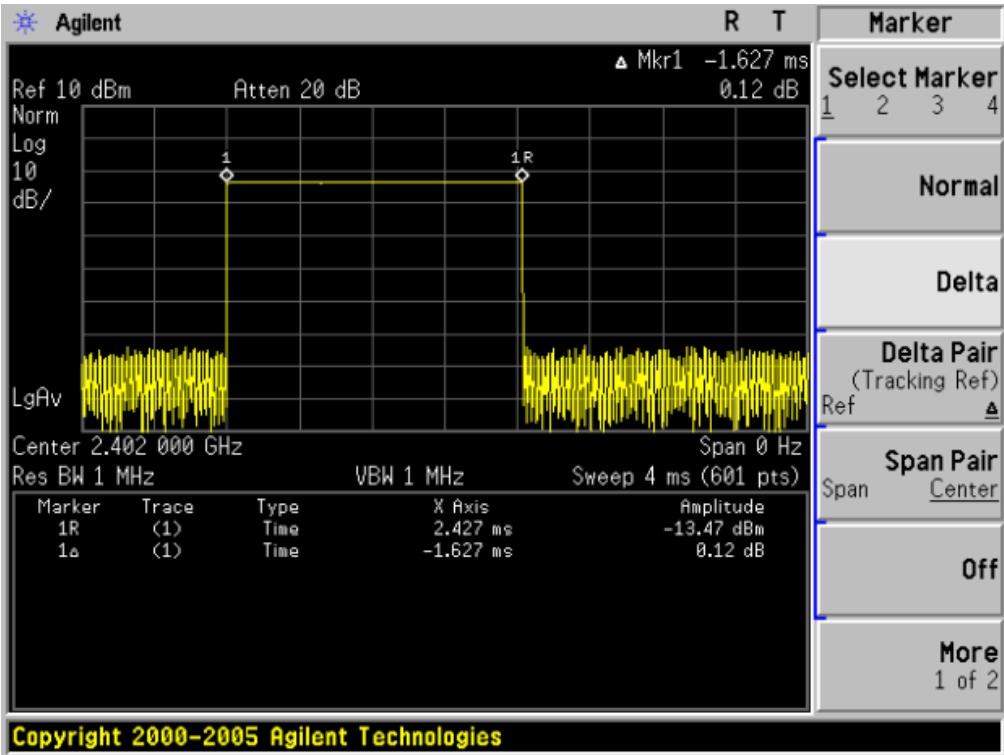 Agilent R T
Δ Mkr1 -1.627 ms
Ref 10 dBm Atten 20 dB 0.12 dB
Norm
Log
10
dB/
1 1R
LgAv
Center 2.402 000 GHz Span 0 Hz
Res BW 1 MHz VBW 1 MHz Sweep 4 ms (601 pts)
Marker Trace Type X Axis Amplitude
1R (1) Time 2.427 ms -13.47 dBm
1Δ (1) Time -1.627 ms 0.12 dB
Marker
Select Marker
1 2 3 4
Normal
Delta
Delta Pair
(Tracking Ref)
Ref Δ
Span Pair
Span Center
Off
More
1 of 2
Copyright 2000-2005 Agilent Technologies